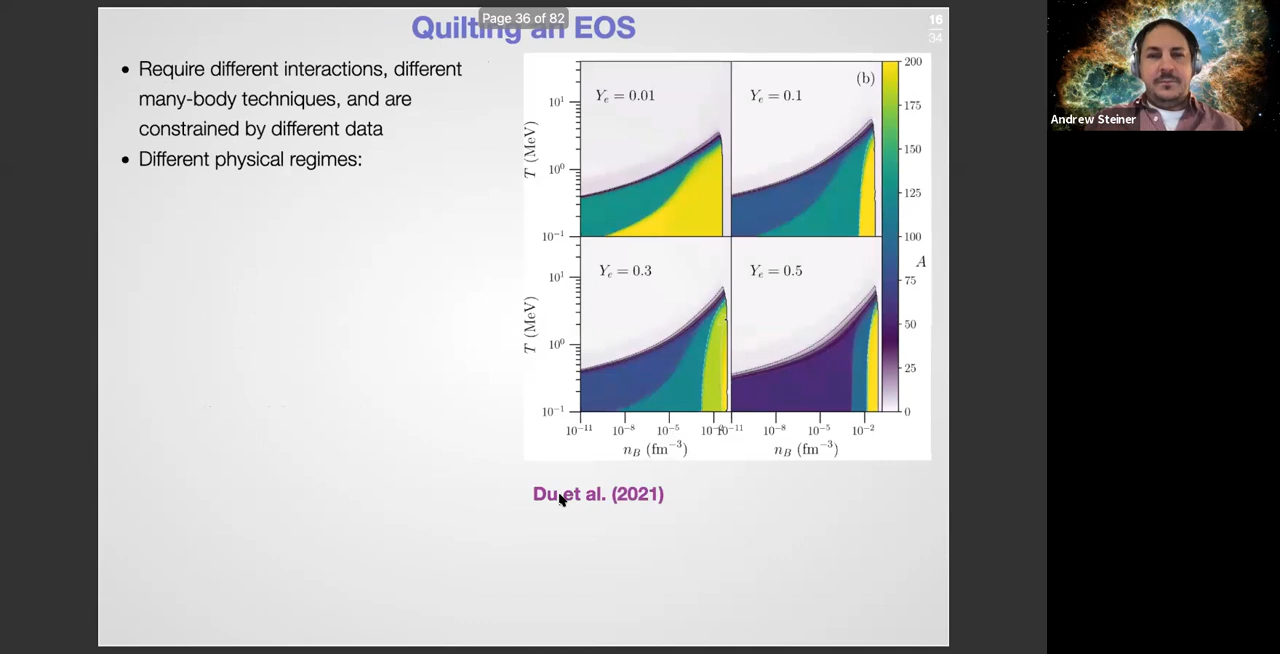 Page 36 of 82
Quilting an EOS
16
34
• Require different interactions, different
many-body techniques, and are
constrained by different data
• Different physical regimes:
(b)
Yₑ = 0.01
Yₑ = 0.1
Yₑ = 0.3
Yₑ = 0.5
T (MeV)
10¹
10⁰
10⁻¹
T (MeV)
10¹
10⁰
10⁻¹
10⁻¹¹ 10⁻⁸ 10⁻⁵
10⁻¹¹ 10⁻⁸ 10⁻⁵ 10⁻²
n_B (fm⁻³)
n_B (fm⁻³)
200
175
150
125
100
75
50
25
0
A
Du et al. (2021)
Andrew Steiner